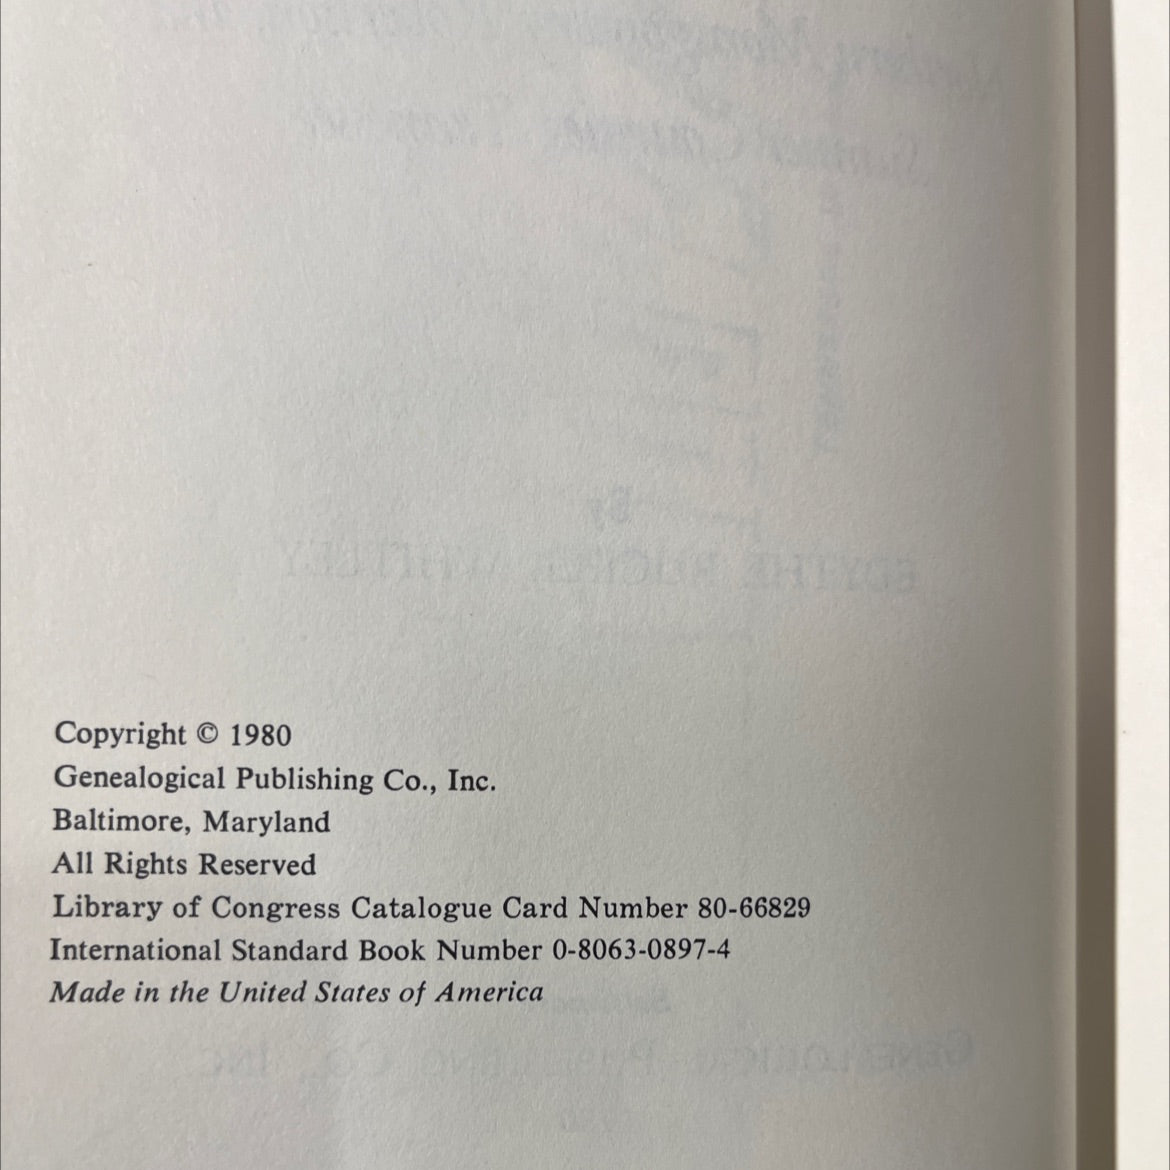 Copyright © 1980
Genealogical Publishing Co., Inc.
Baltimore, Maryland
All Rights Reserved
Library of Congress Catalogue Card Number 80-66829
International Standard Book Number 0-8063-0897-4
Made in the United States of America